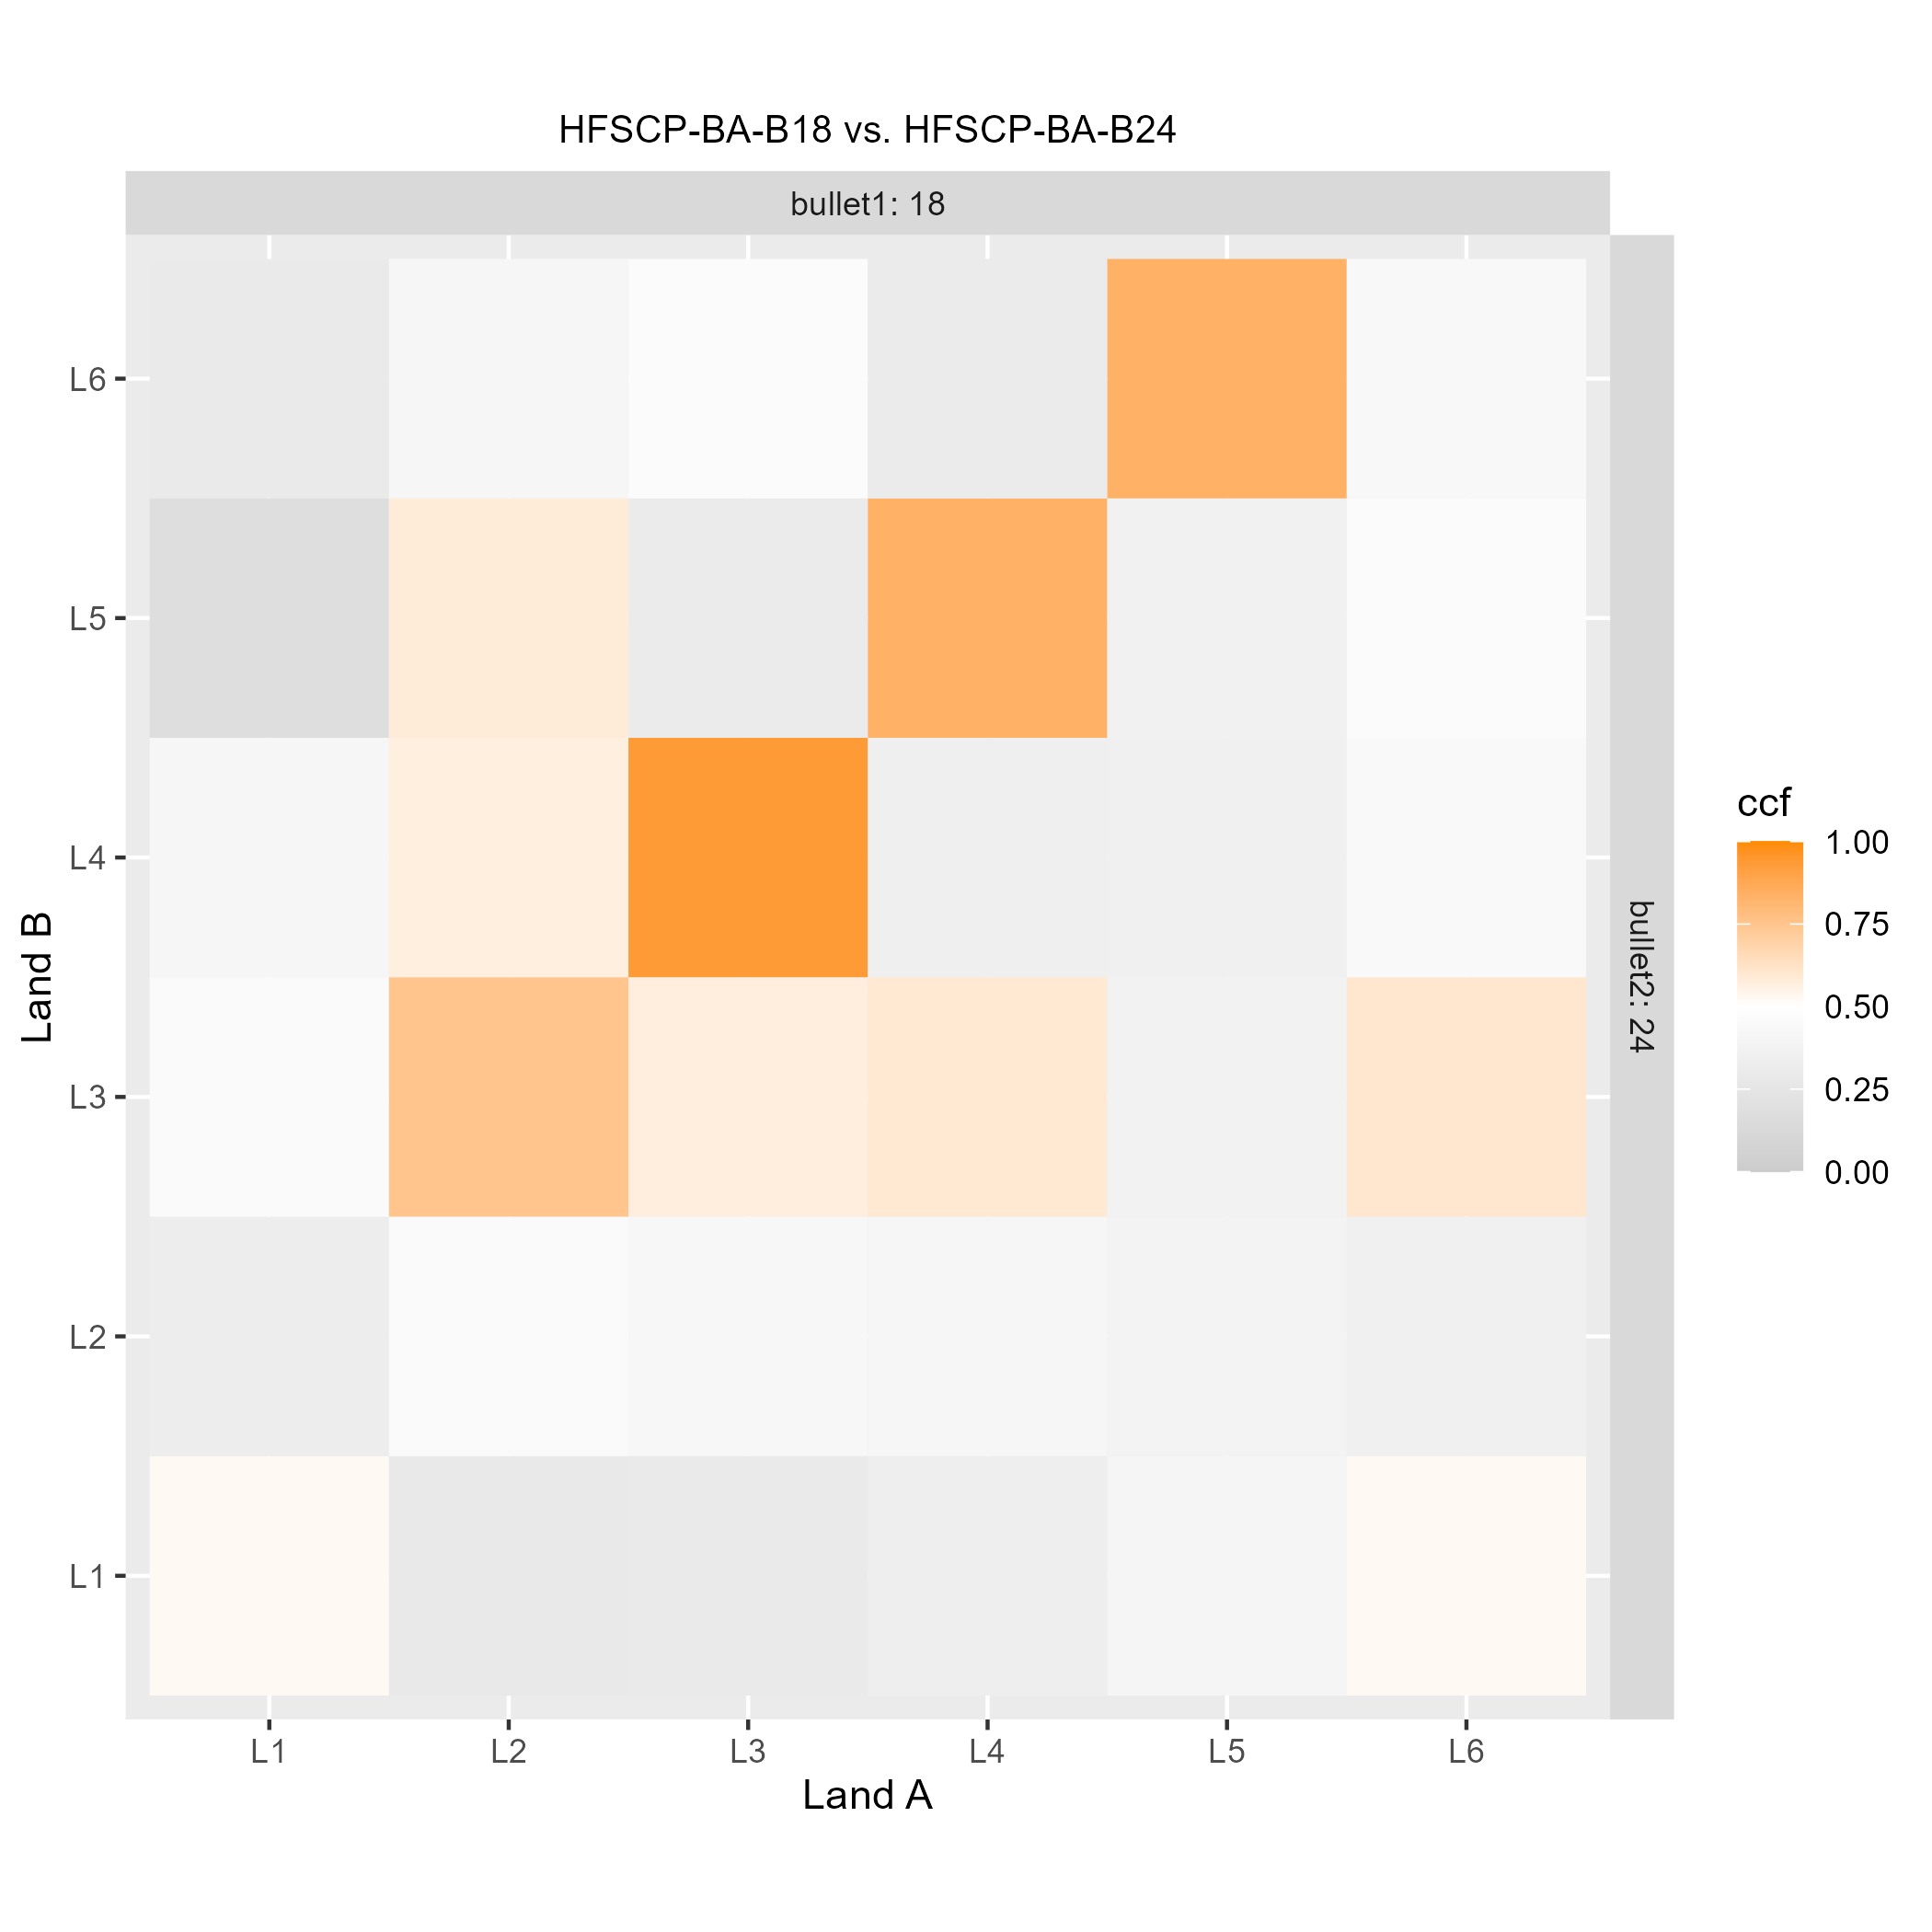 HFSCP-BA-B18 vs. HFSCP-BA-B24
bullet1: 18
L6
L5
L4
L3
L2
L1
Land B
bullet2: 24
L1 L2 L3 L4 L5 L6
Land A
ccf
1.00
0.75
0.50
0.25
0.00